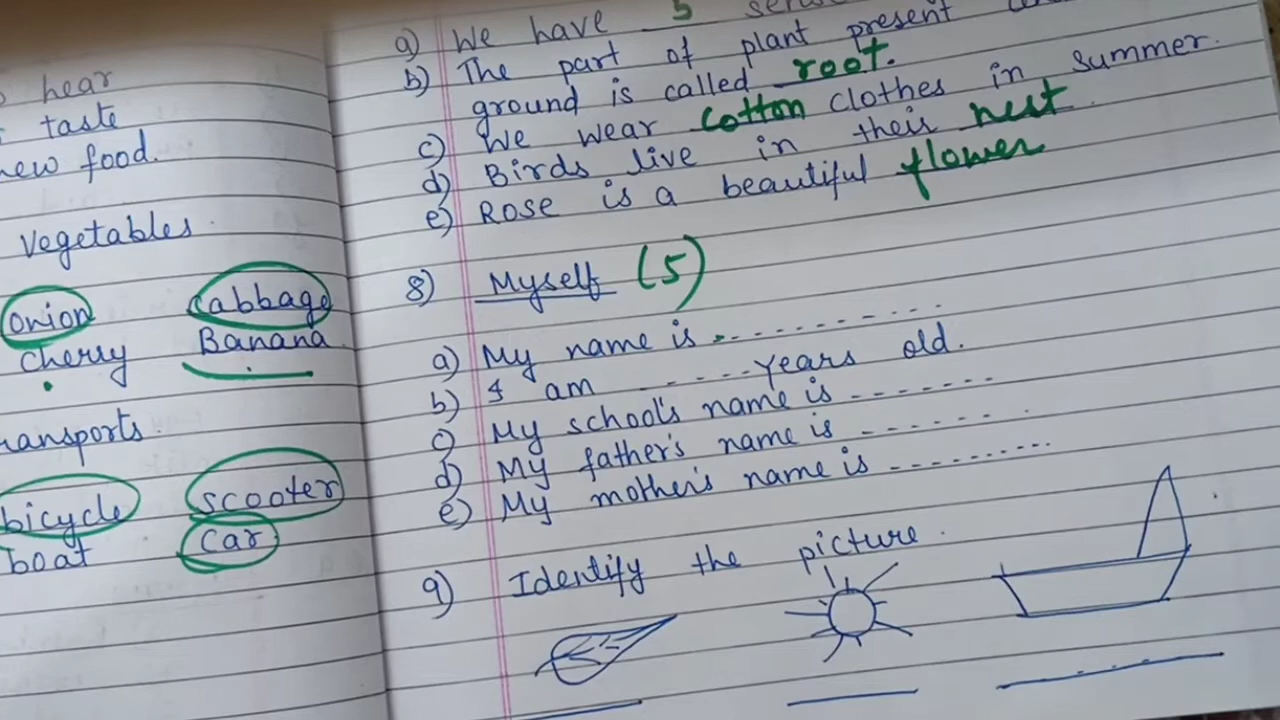 hear
taste
new food.
Vegetables
onion cabbage
cherry Banana
ransports.
bicycle scooter
boat car
a) We have 5 sens
b) The part of plant present
ground is called root.
c) We wear cotton clothes in summer.
d) Birds live in their nest.
e) Rose is a beautiful flower
8) Myself (5)
a) My name is ..........
b) I am ...... years old.
c) My school's name is .......
d) My father's name is .......
e) My mother's name is ..........
9) Identify the picture.